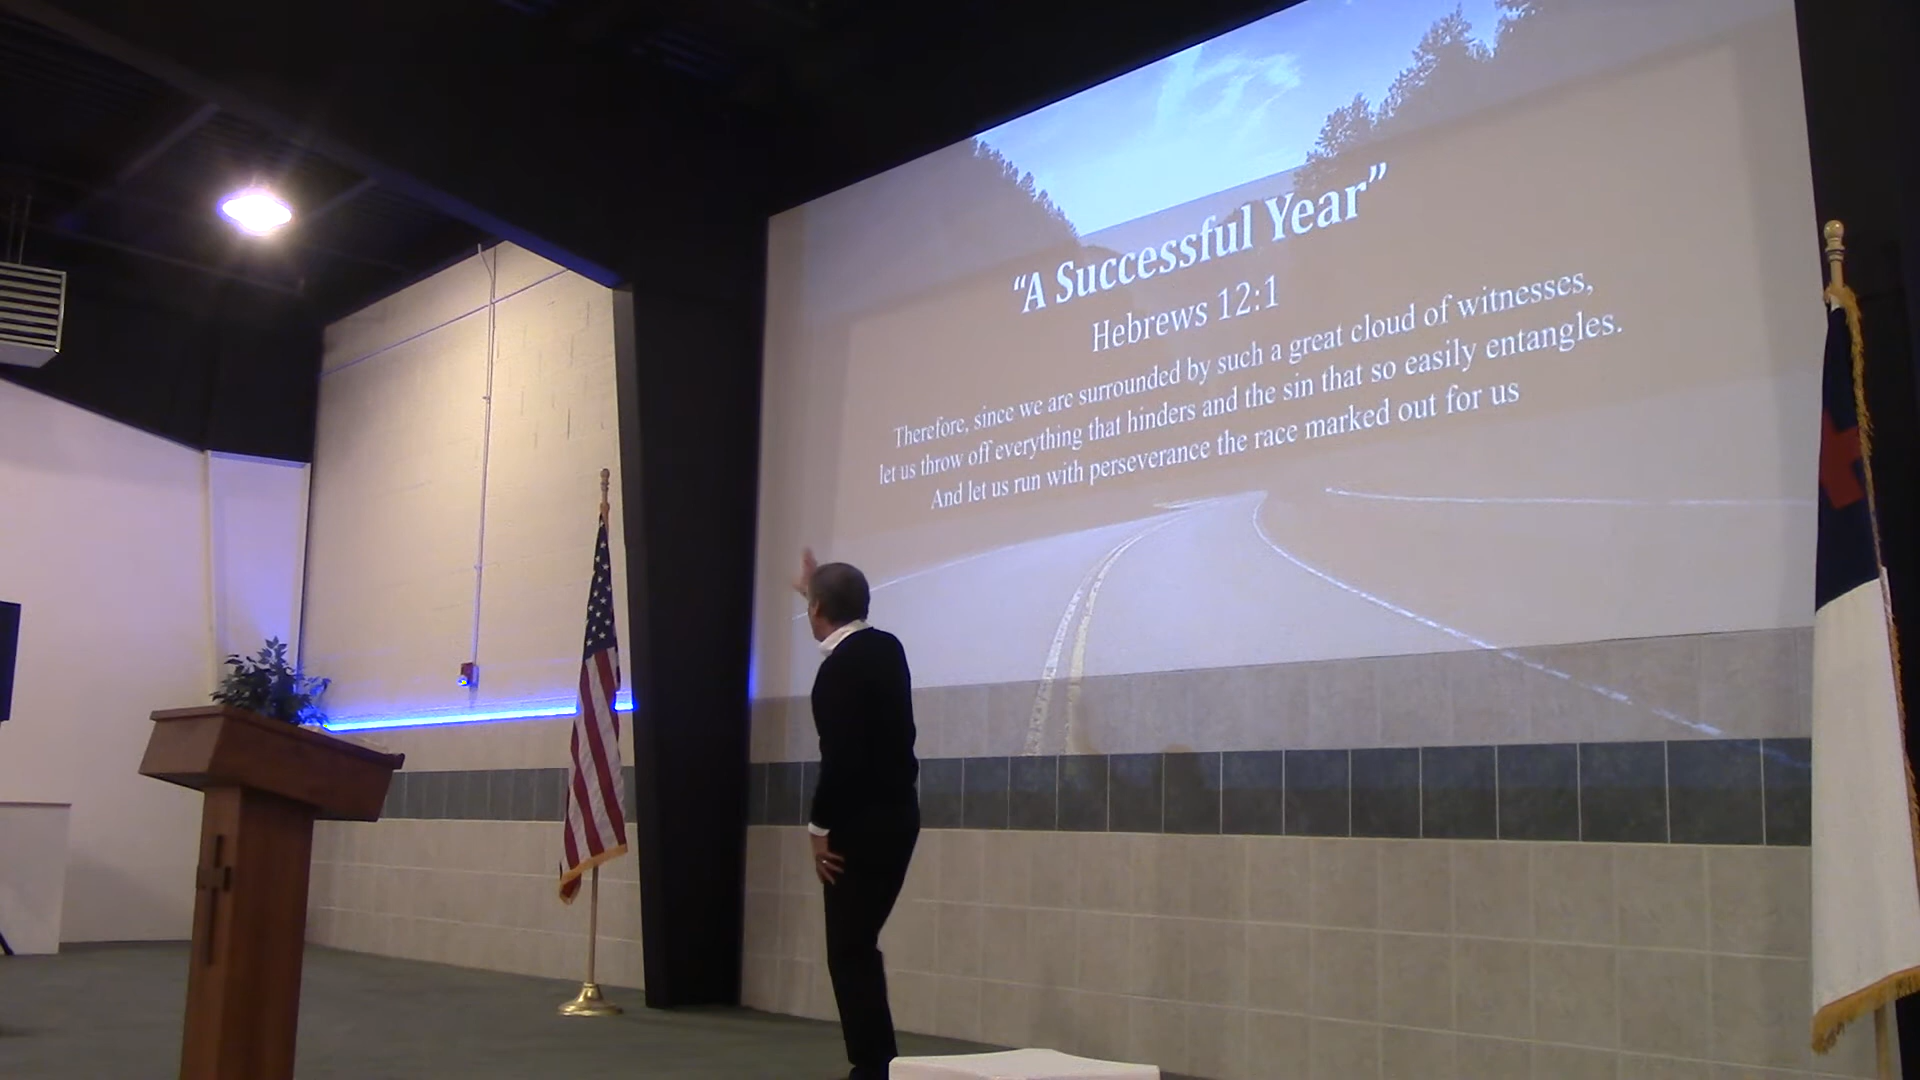 “A Successful Year”
Hebrews 12:1
Therefore, since we are surrounded by such a great cloud of witnesses,
let us throw off everything that hinders and the sin that so easily entangles.
And let us run with perseverance the race marked out for us